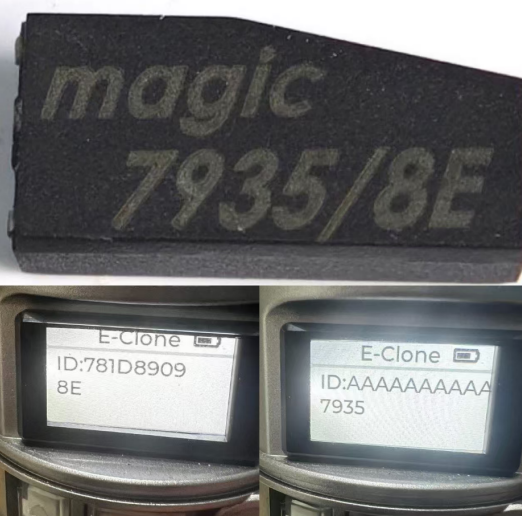 magic
7935/8E
E-Clone
ID:781D8909
8E
E-Clone
ID:AAAAAAAAAA
7935